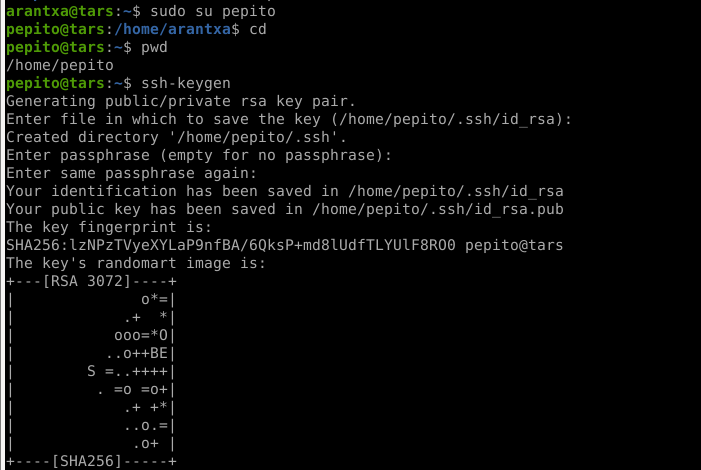 arantxa@tars:~$ sudo su pepito
pepito@tars:/home/arantxa$ cd
pepito@tars:~$ pwd
/home/pepito
pepito@tars:~$ ssh-keygen
Generating public/private rsa key pair.
Enter file in which to save the key (/home/pepito/.ssh/id_rsa):
Created directory '/home/pepito/.ssh'.
Enter passphrase (empty for no passphrase):
Enter same passphrase again:
Your identification has been saved in /home/pepito/.ssh/id_rsa
Your public key has been saved in /home/pepito/.ssh/id_rsa.pub
The key fingerprint is:
SHA256:lzNPzTVyeXYLaP9nfBA/6QksP+md8lUdfTLYUlF8RO0 pepito@tars
The key's randomart image is:
+---[RSA 3072]----+
|              o*=|
|            .+  *|
|           ooo=*O|
|          ..o++BE|
|        S =..++++|
|         . =o =o+|
|            .+ +*|
|            ..o.=|
|             .o+ |
+----[SHA256]-----+